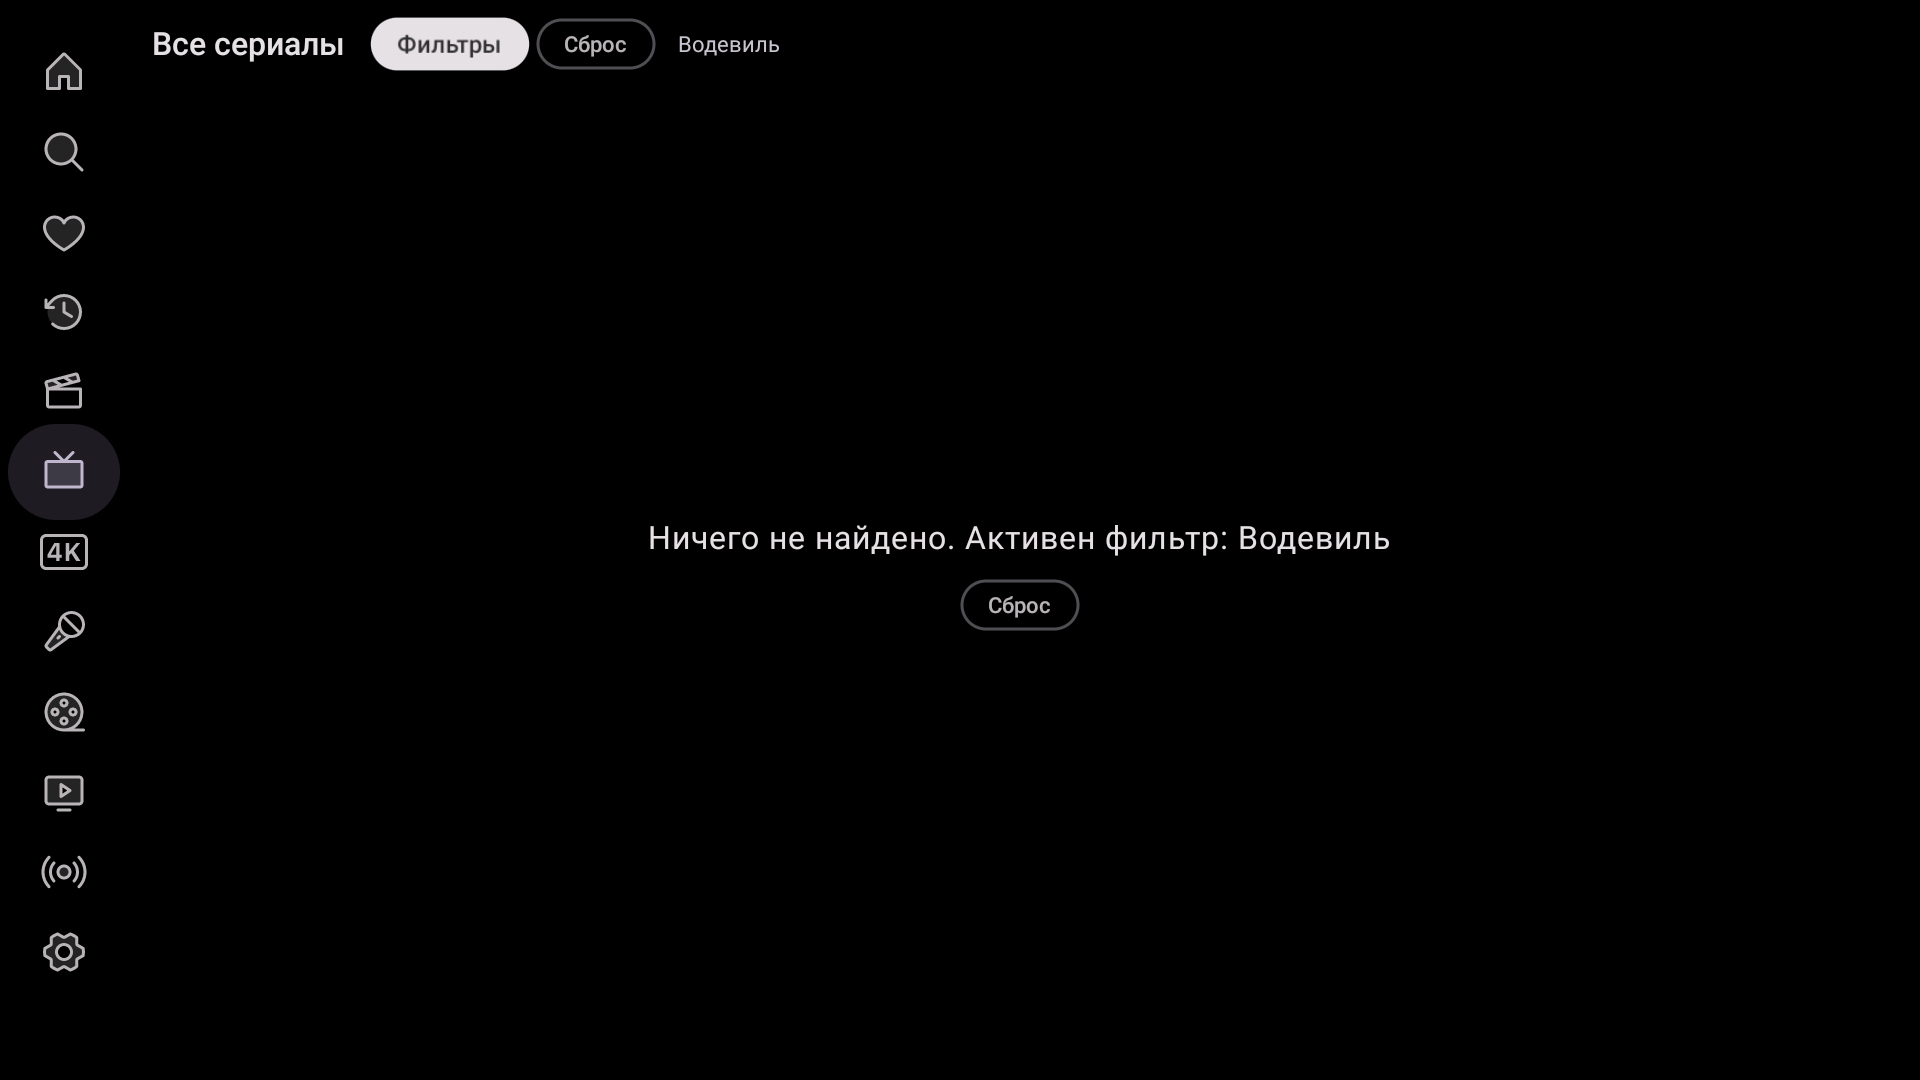 Все сериалы
Фильтры
Сброс
Водевиль
4K
Ничего не найдено. Активен фильтр: Водевиль
Сброс